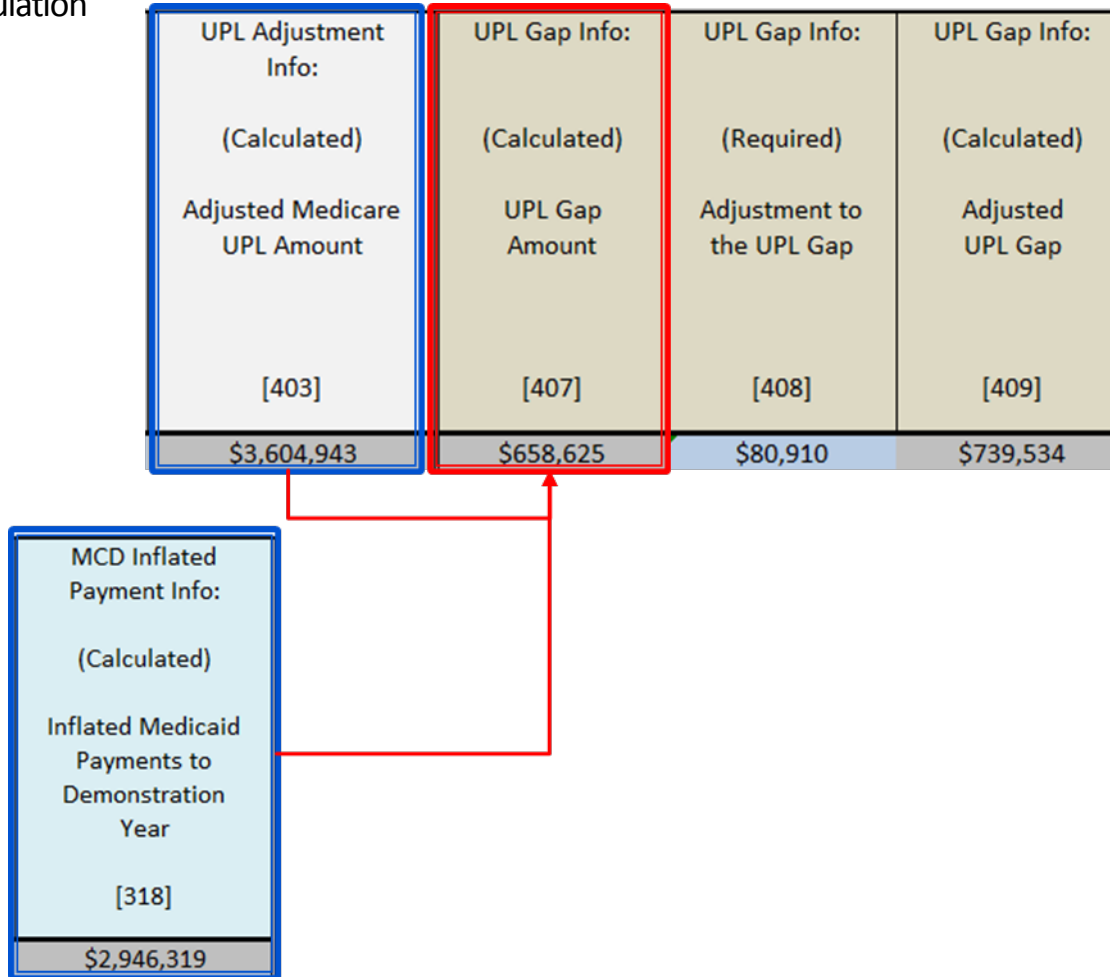 UPL Adjustment
Info:
(Calculated)
Adjusted Medicare
UPL Amount
[403]
$3,604,943
UPL Gap Info:
(Calculated)
UPL Gap
Amount
[407]
$658,625
UPL Gap Info:
(Required)
Adjustment to
the UPL Gap
[408]
$80,910
UPL Gap Info:
(Calculated)
Adjusted
UPL Gap
[409]
$739,534
MCD Inflated
Payment Info:
(Calculated)
Inflated Medicaid
Payments to
Demonstration
Year
[318]
$2,946,319